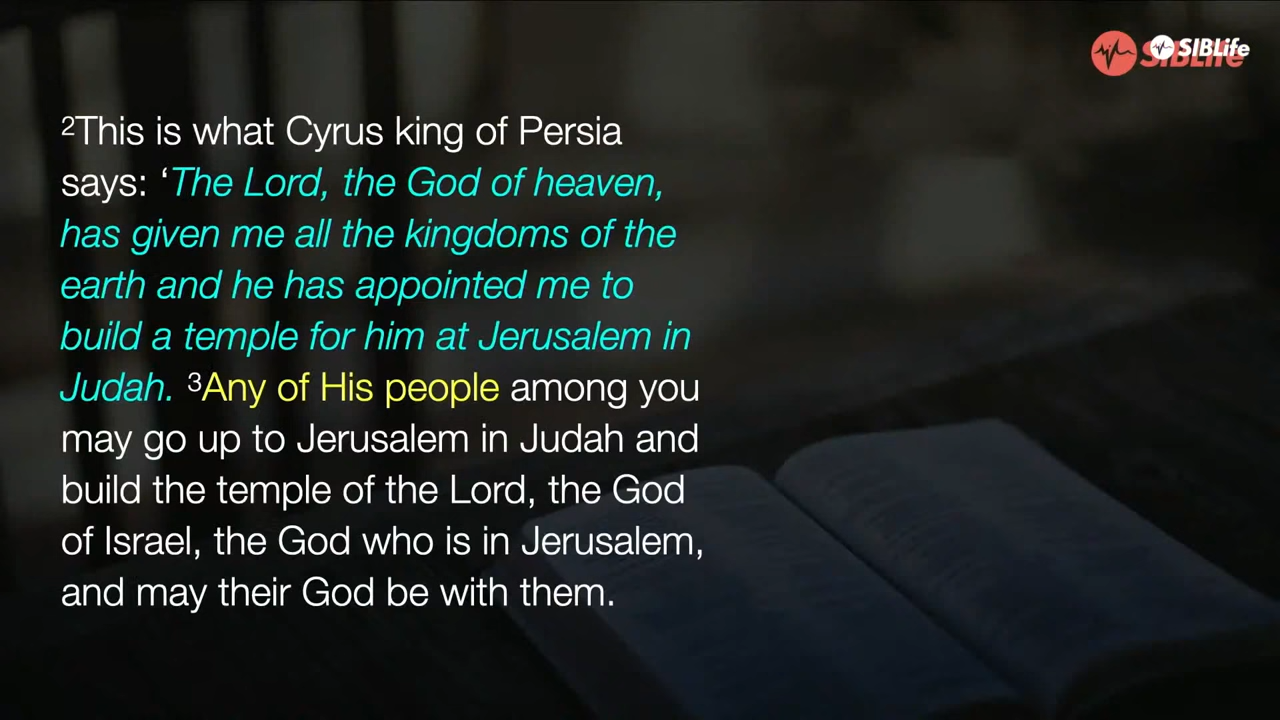 SIBLife
SIBLife
²This is what Cyrus king of Persia
says: ‘The Lord, the God of heaven,
has given me all the kingdoms of the
earth and he has appointed me to
build a temple for him at Jerusalem in
Judah. ³Any of His people among you
may go up to Jerusalem in Judah and
build the temple of the Lord, the God
of Israel, the God who is in Jerusalem,
and may their God be with them.